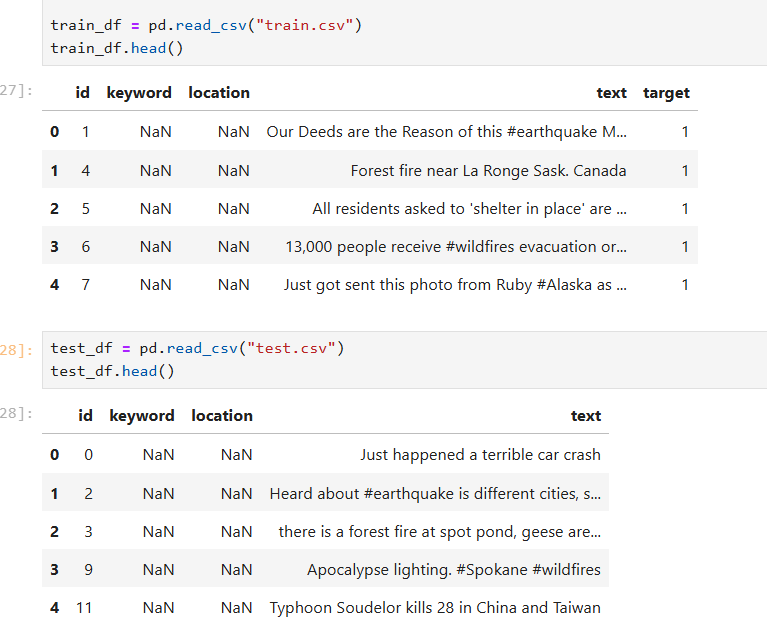 train_df = pd.read_csv("train.csv")
train_df.head()
27]:
id keyword location text target
0 1 NaN NaN Our Deeds are the Reason of this #earthquake M... 1
1 4 NaN NaN Forest fire near La Ronge Sask. Canada 1
2 5 NaN NaN All residents asked to 'shelter in place' are ... 1
3 6 NaN NaN 13,000 people receive #wildfires evacuation or... 1
4 7 NaN NaN Just got sent this photo from Ruby #Alaska as ... 1
28]: test_df = pd.read_csv("test.csv")
test_df.head()
28]:
id keyword location text
0 0 NaN NaN Just happened a terrible car crash
1 2 NaN NaN Heard about #earthquake is different cities, s...
2 3 NaN NaN there is a forest fire at spot pond, geese are...
3 9 NaN NaN Apocalypse lighting. #Spokane #wildfires
4 11 NaN NaN Typhoon Soudelor kills 28 in China and Taiwan